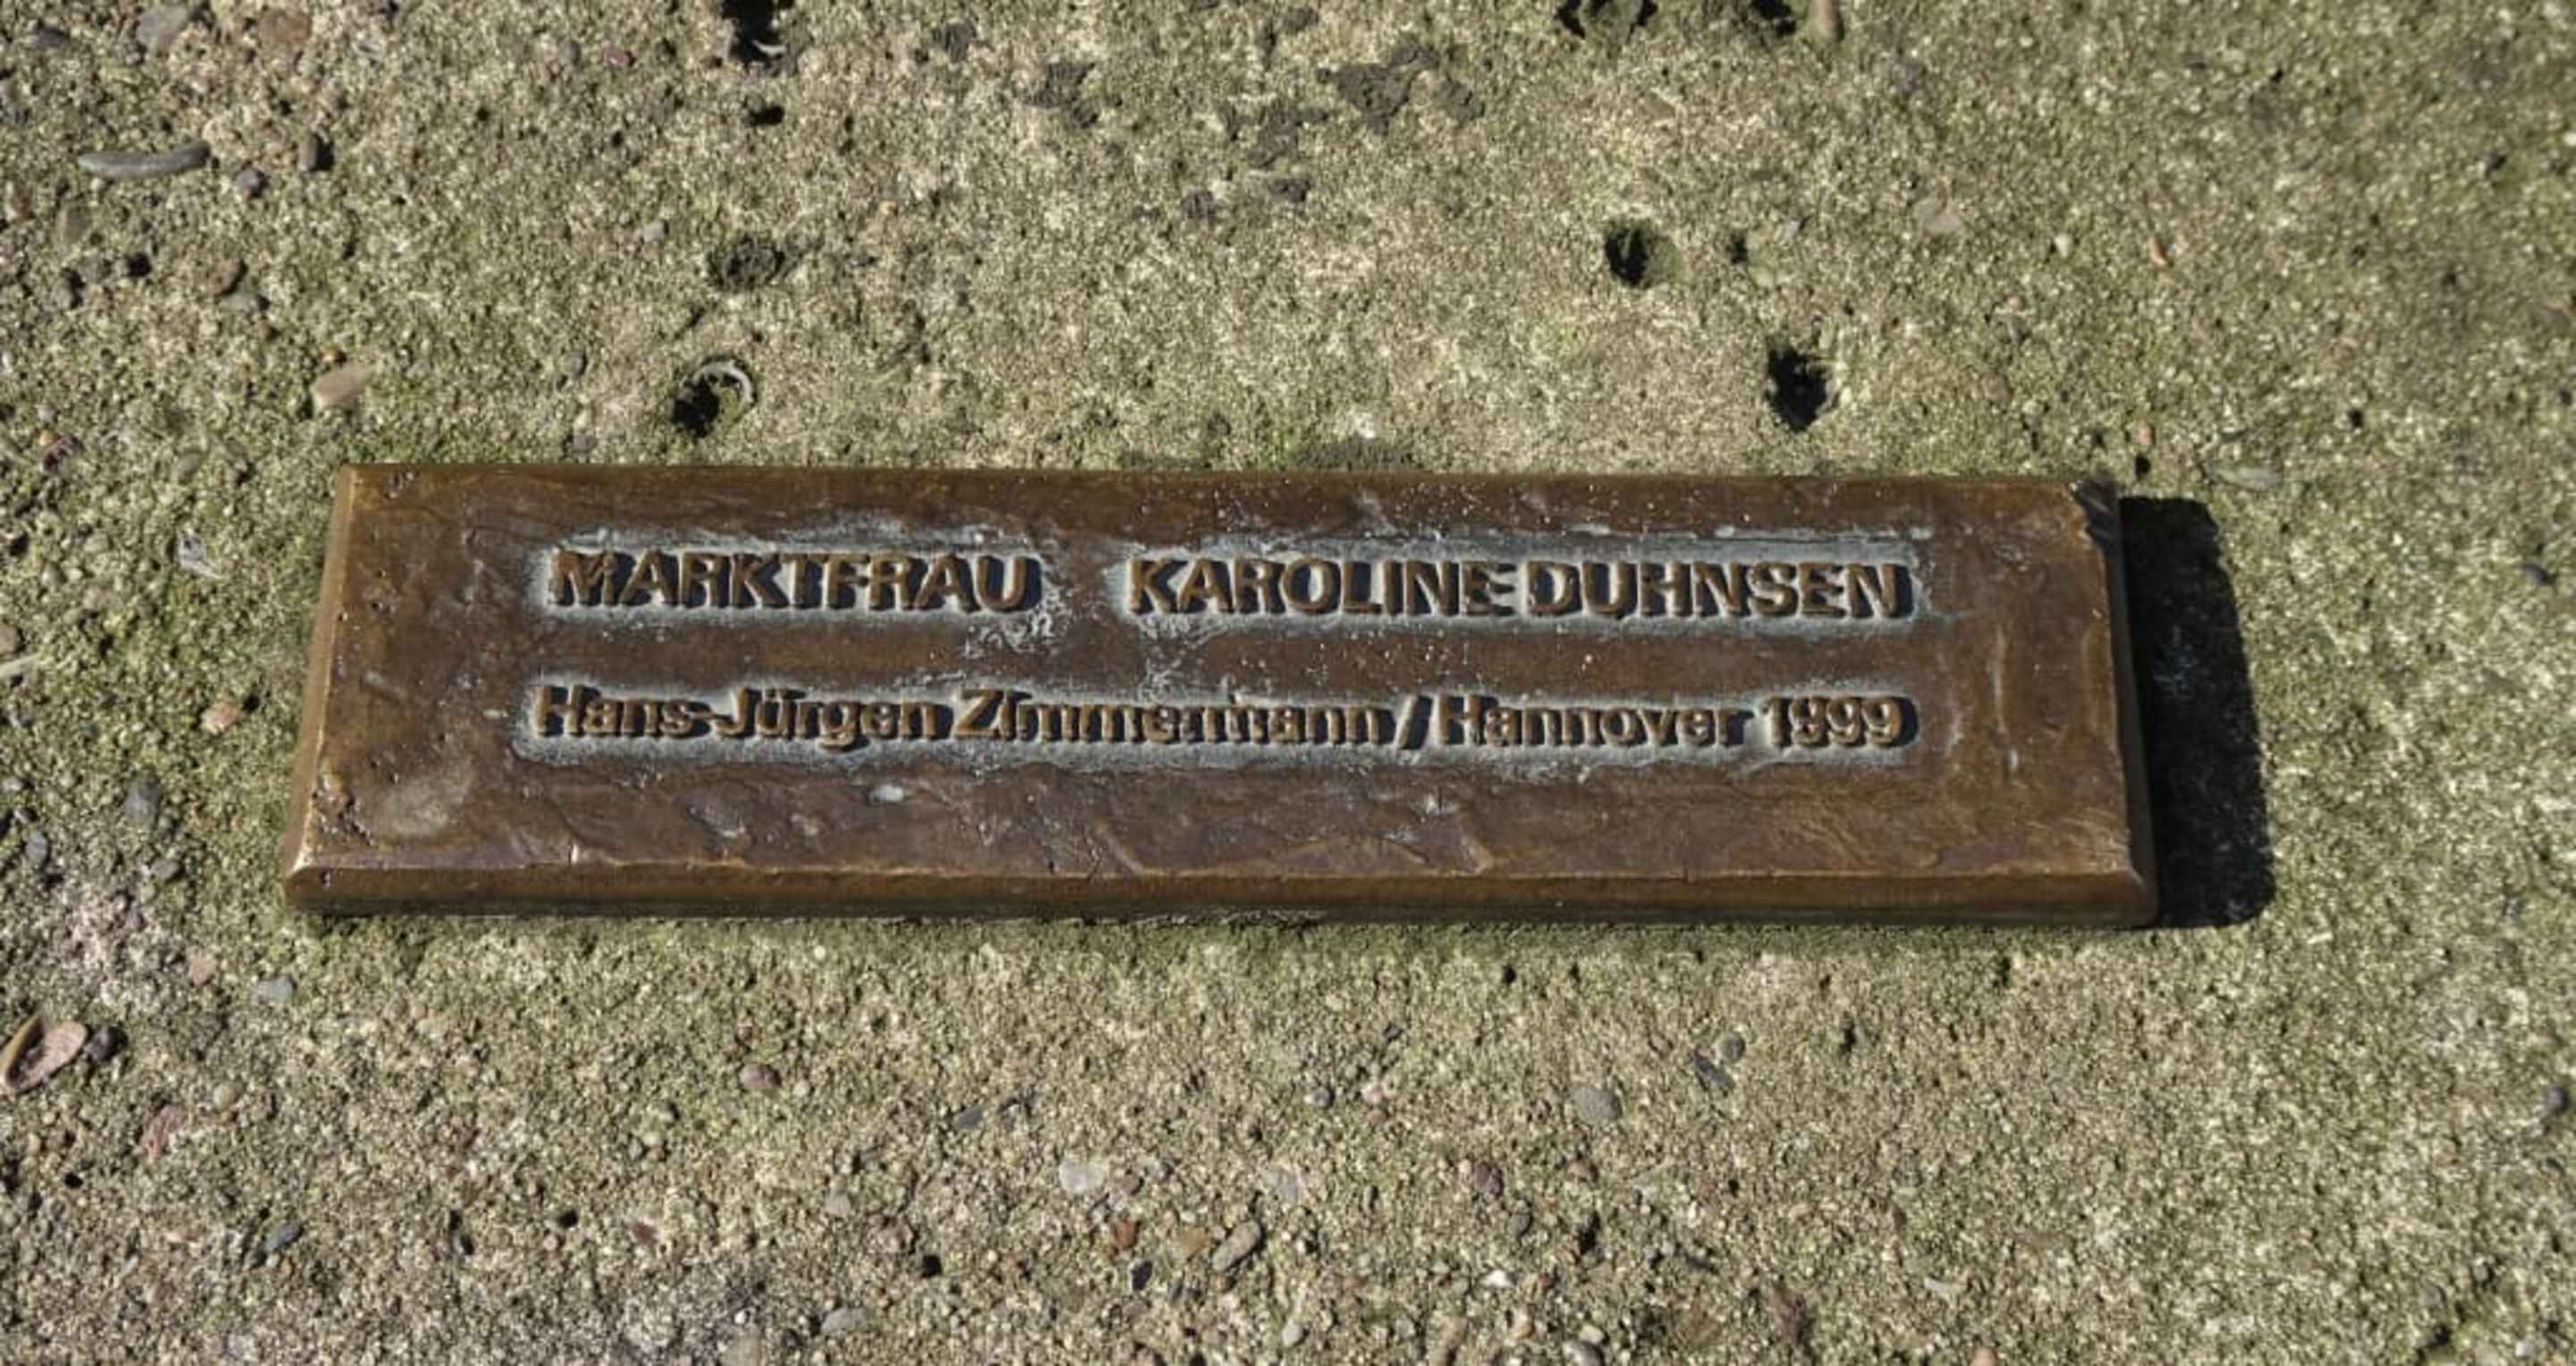 MARKTFRAU KAROLINE DUHNSEN
Hans-Jürgen Zimmermann / Hannover 1999